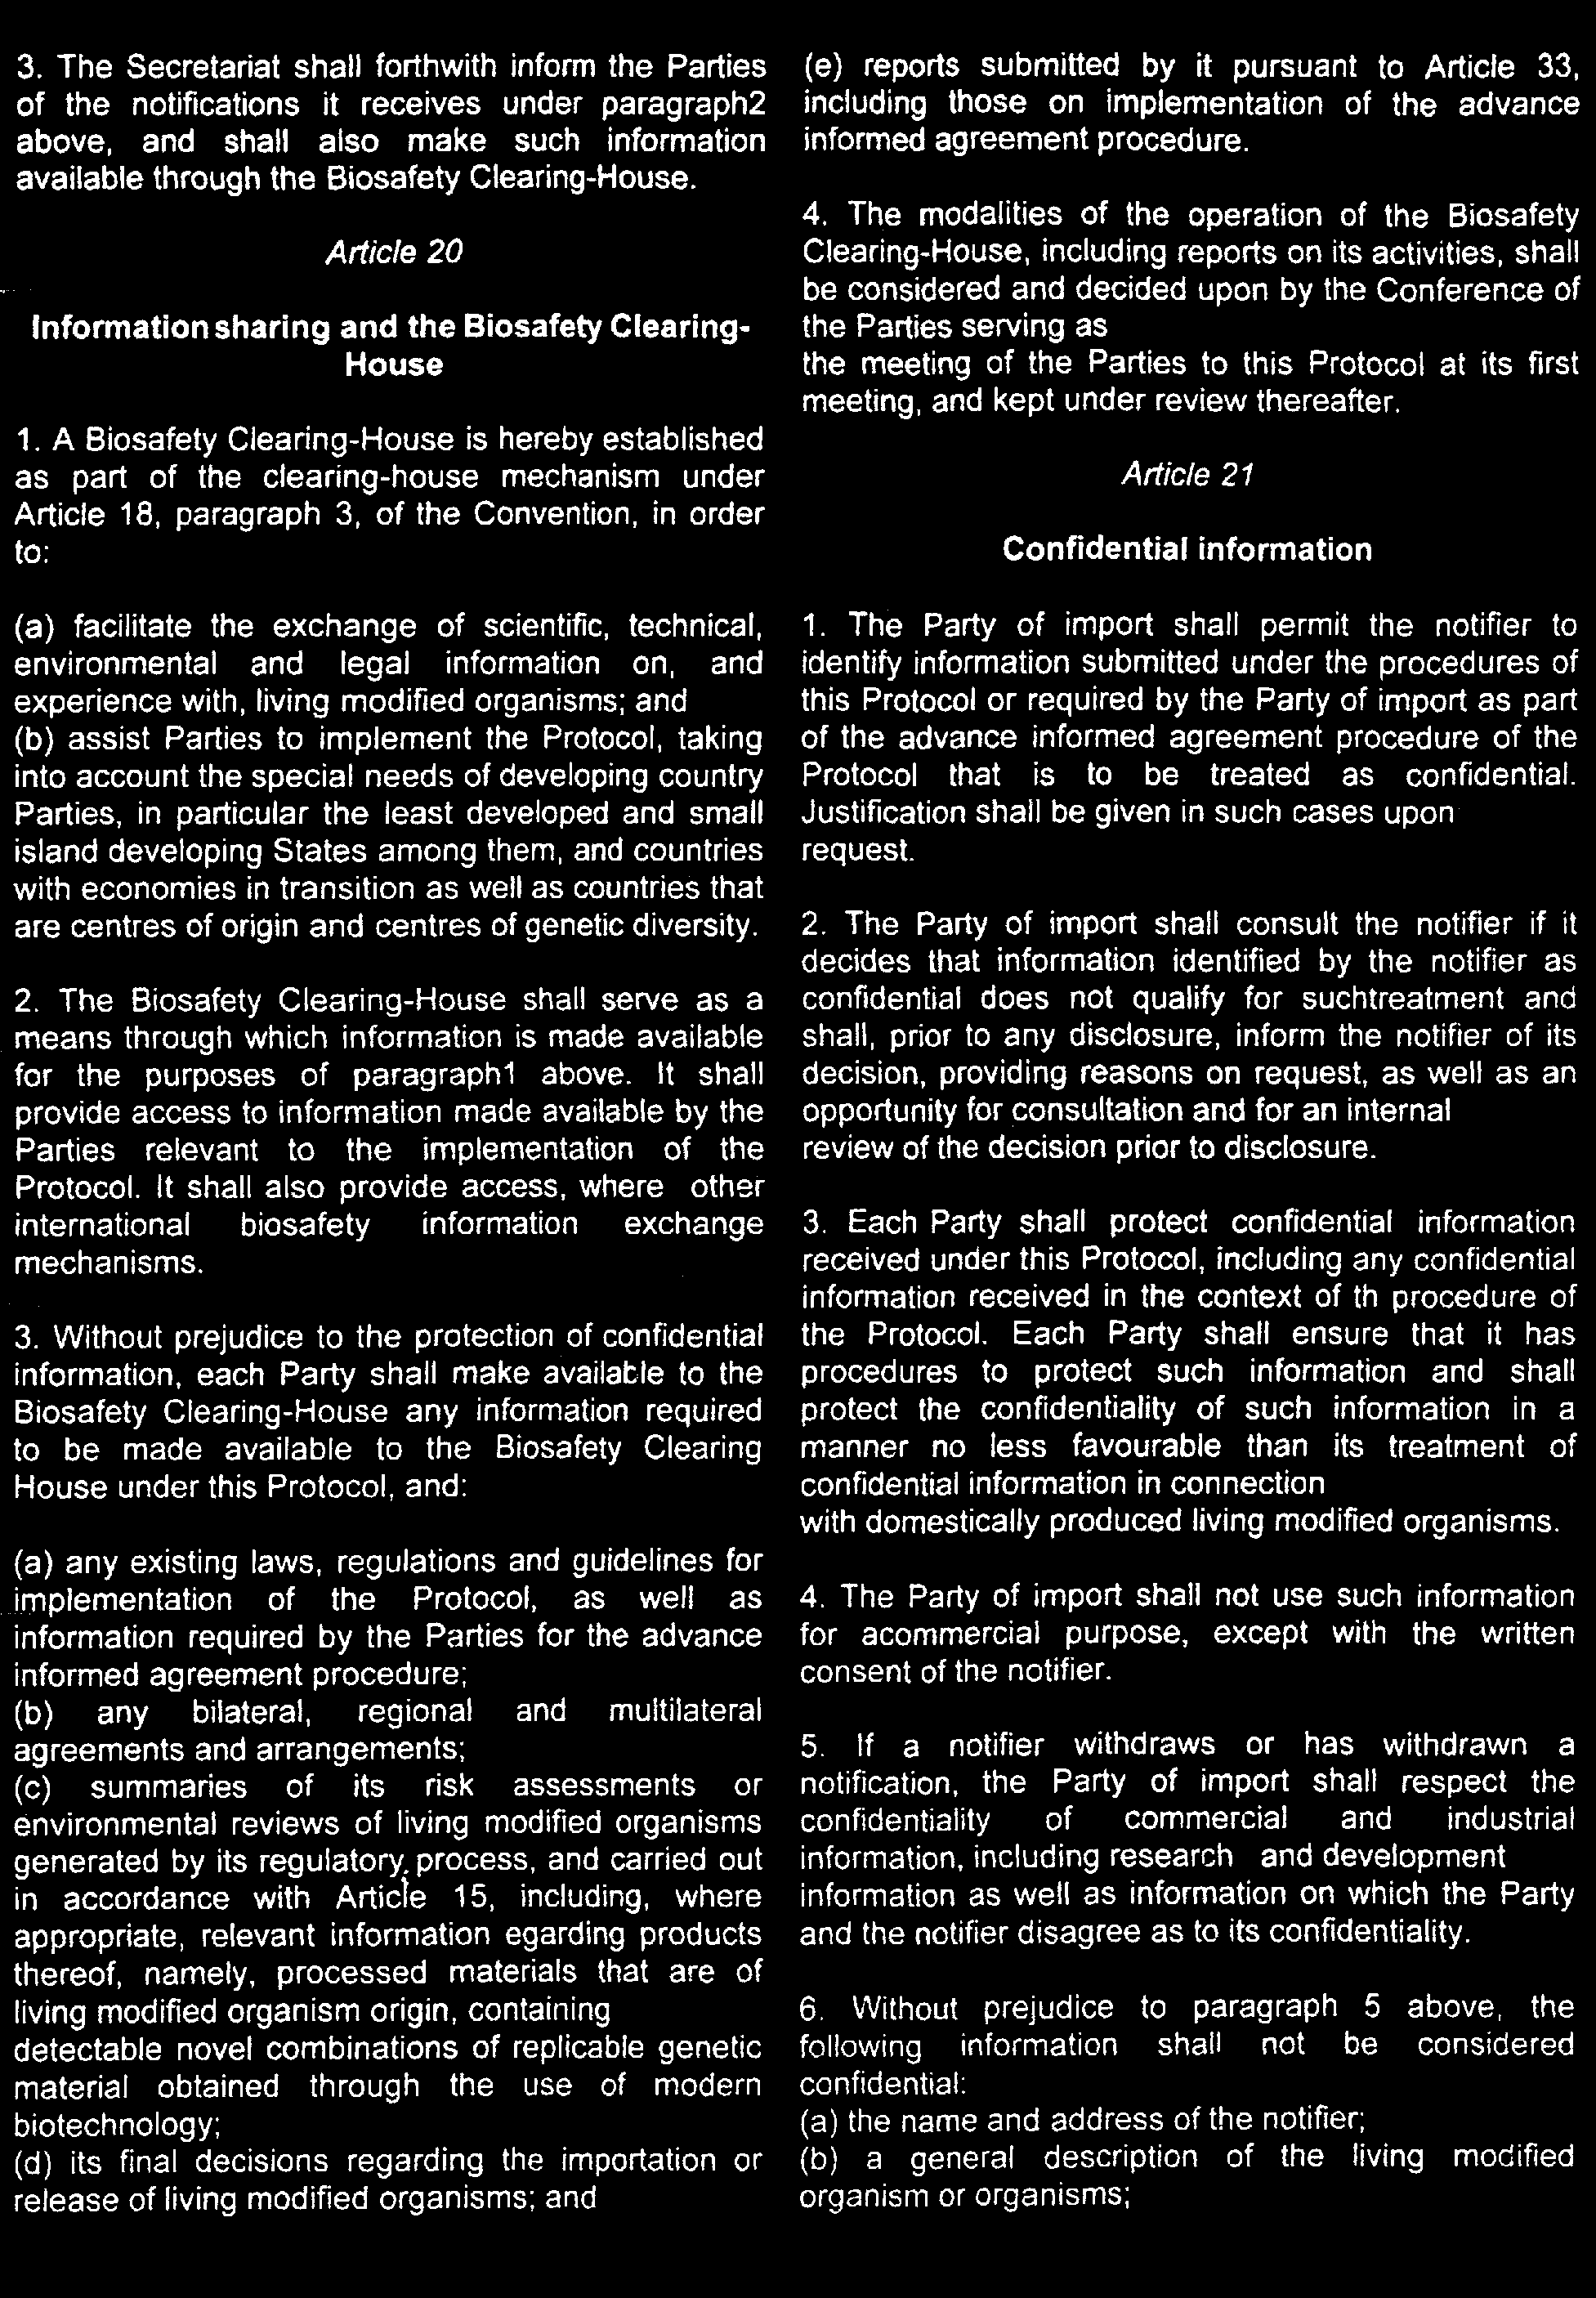 3. The Secretariat shall forthwith inform the Parties
of the notifications it receives under paragraph2
above, and shall also make such information
available through the Biosafety Clearing-House.
Article 20
Information sharing and the Biosafety Clearing-
House
1. A Biosafety Clearing-House is hereby established
as part of the clearing-house mechanism under
Article 18, paragraph 3, of the Convention, in order
to:
(a) facilitate the exchange of scientific, technical,
environmental and legal information on, and
experience with, living modified organisms; and
(b) assist Parties to implement the Protocol, taking
into account the special needs of developing country
Parties, in particular the least developed and small
island developing States among them, and countries
with economies in transition as well as countries that
are centres of origin and centres of genetic diversity.
2. The Biosafety Clearing-House shall serve as a
means through which information is made available
for the purposes of paragraph1 above. It shall
provide access to information made available by the
Parties relevant to the implementation of the
Protocol. It shall also provide access, where other
international biosafety information exchange
mechanisms.
3. Without prejudice to the protection of confidential
information, each Party shall make available to the
Biosafety Clearing-House any information required
to be made available to the Biosafety Clearing
House under this Protocol, and:
(a) any existing laws, regulations and guidelines for
implementation of the Protocol, as well as
information required by the Parties for the advance
informed agreement procedure;
(b) any bilateral, regional and multilateral
agreements and arrangements;
(c) summaries of its risk assessments or
environmental reviews of living modified organisms
generated by its regulatory process, and carried out
in accordance with Article 15, including, where
appropriate, relevant information egarding products
thereof, namely, processed materials that are of
living modified organism origin, containing
detectable novel combinations of replicable genetic
material obtained through the use of modern
biotechnology;
(d) its final decisions regarding the importation or
release of living modified organisms; and
(e) reports submitted by it pursuant to Article 33,
including those on implementation of the advance
informed agreement procedure.
4. The modalities of the operation of the Biosafety
Clearing-House, including reports on its activities, shall
be considered and decided upon by the Conference of
the Parties serving as
the meeting of the Parties to this Protocol at its first
meeting, and kept under review thereafter.
Article 21
Confidential information
1. The Party of import shall permit the notifier to
identify information submitted under the procedures of
this Protocol or required by the Party of import as part
of the advance informed agreement procedure of the
Protocol that is to be treated as confidential.
Justification shall be given in such cases upon
request.
2. The Party of import shall consult the notifier if it
decides that information identified by the notifier as
confidential does not qualify for suchtreatment and
shall, prior to any disclosure, inform the notifier of its
decision, providing reasons on request, as well as an
opportunity for consultation and for an internal
review of the decision prior to disclosure.
3. Each Party shall protect confidential information
received under this Protocol, including any confidential
information received in the context of th procedure of
the Protocol. Each Party shall ensure that it has
procedures to protect such information and shall
protect the confidentiality of such information in a
manner no less favourable than its treatment of
confidential information in connection
with domestically produced living modified organisms.
4. The Party of import shall not use such information
for acommercial purpose, except with the written
consent of the notifier.
5. If a notifier withdraws or has withdrawn a
notification, the Party of import shall respect the
confidentiality of commercial and industrial
information, including research and development
information as well as information on which the Party
and the notifier disagree as to its confidentiality.
6. Without prejudice to paragraph 5 above, the
following information shall not be considered
confidential:
(a) the name and address of the notifier;
(b) a general description of the living modified
organism or organisms;